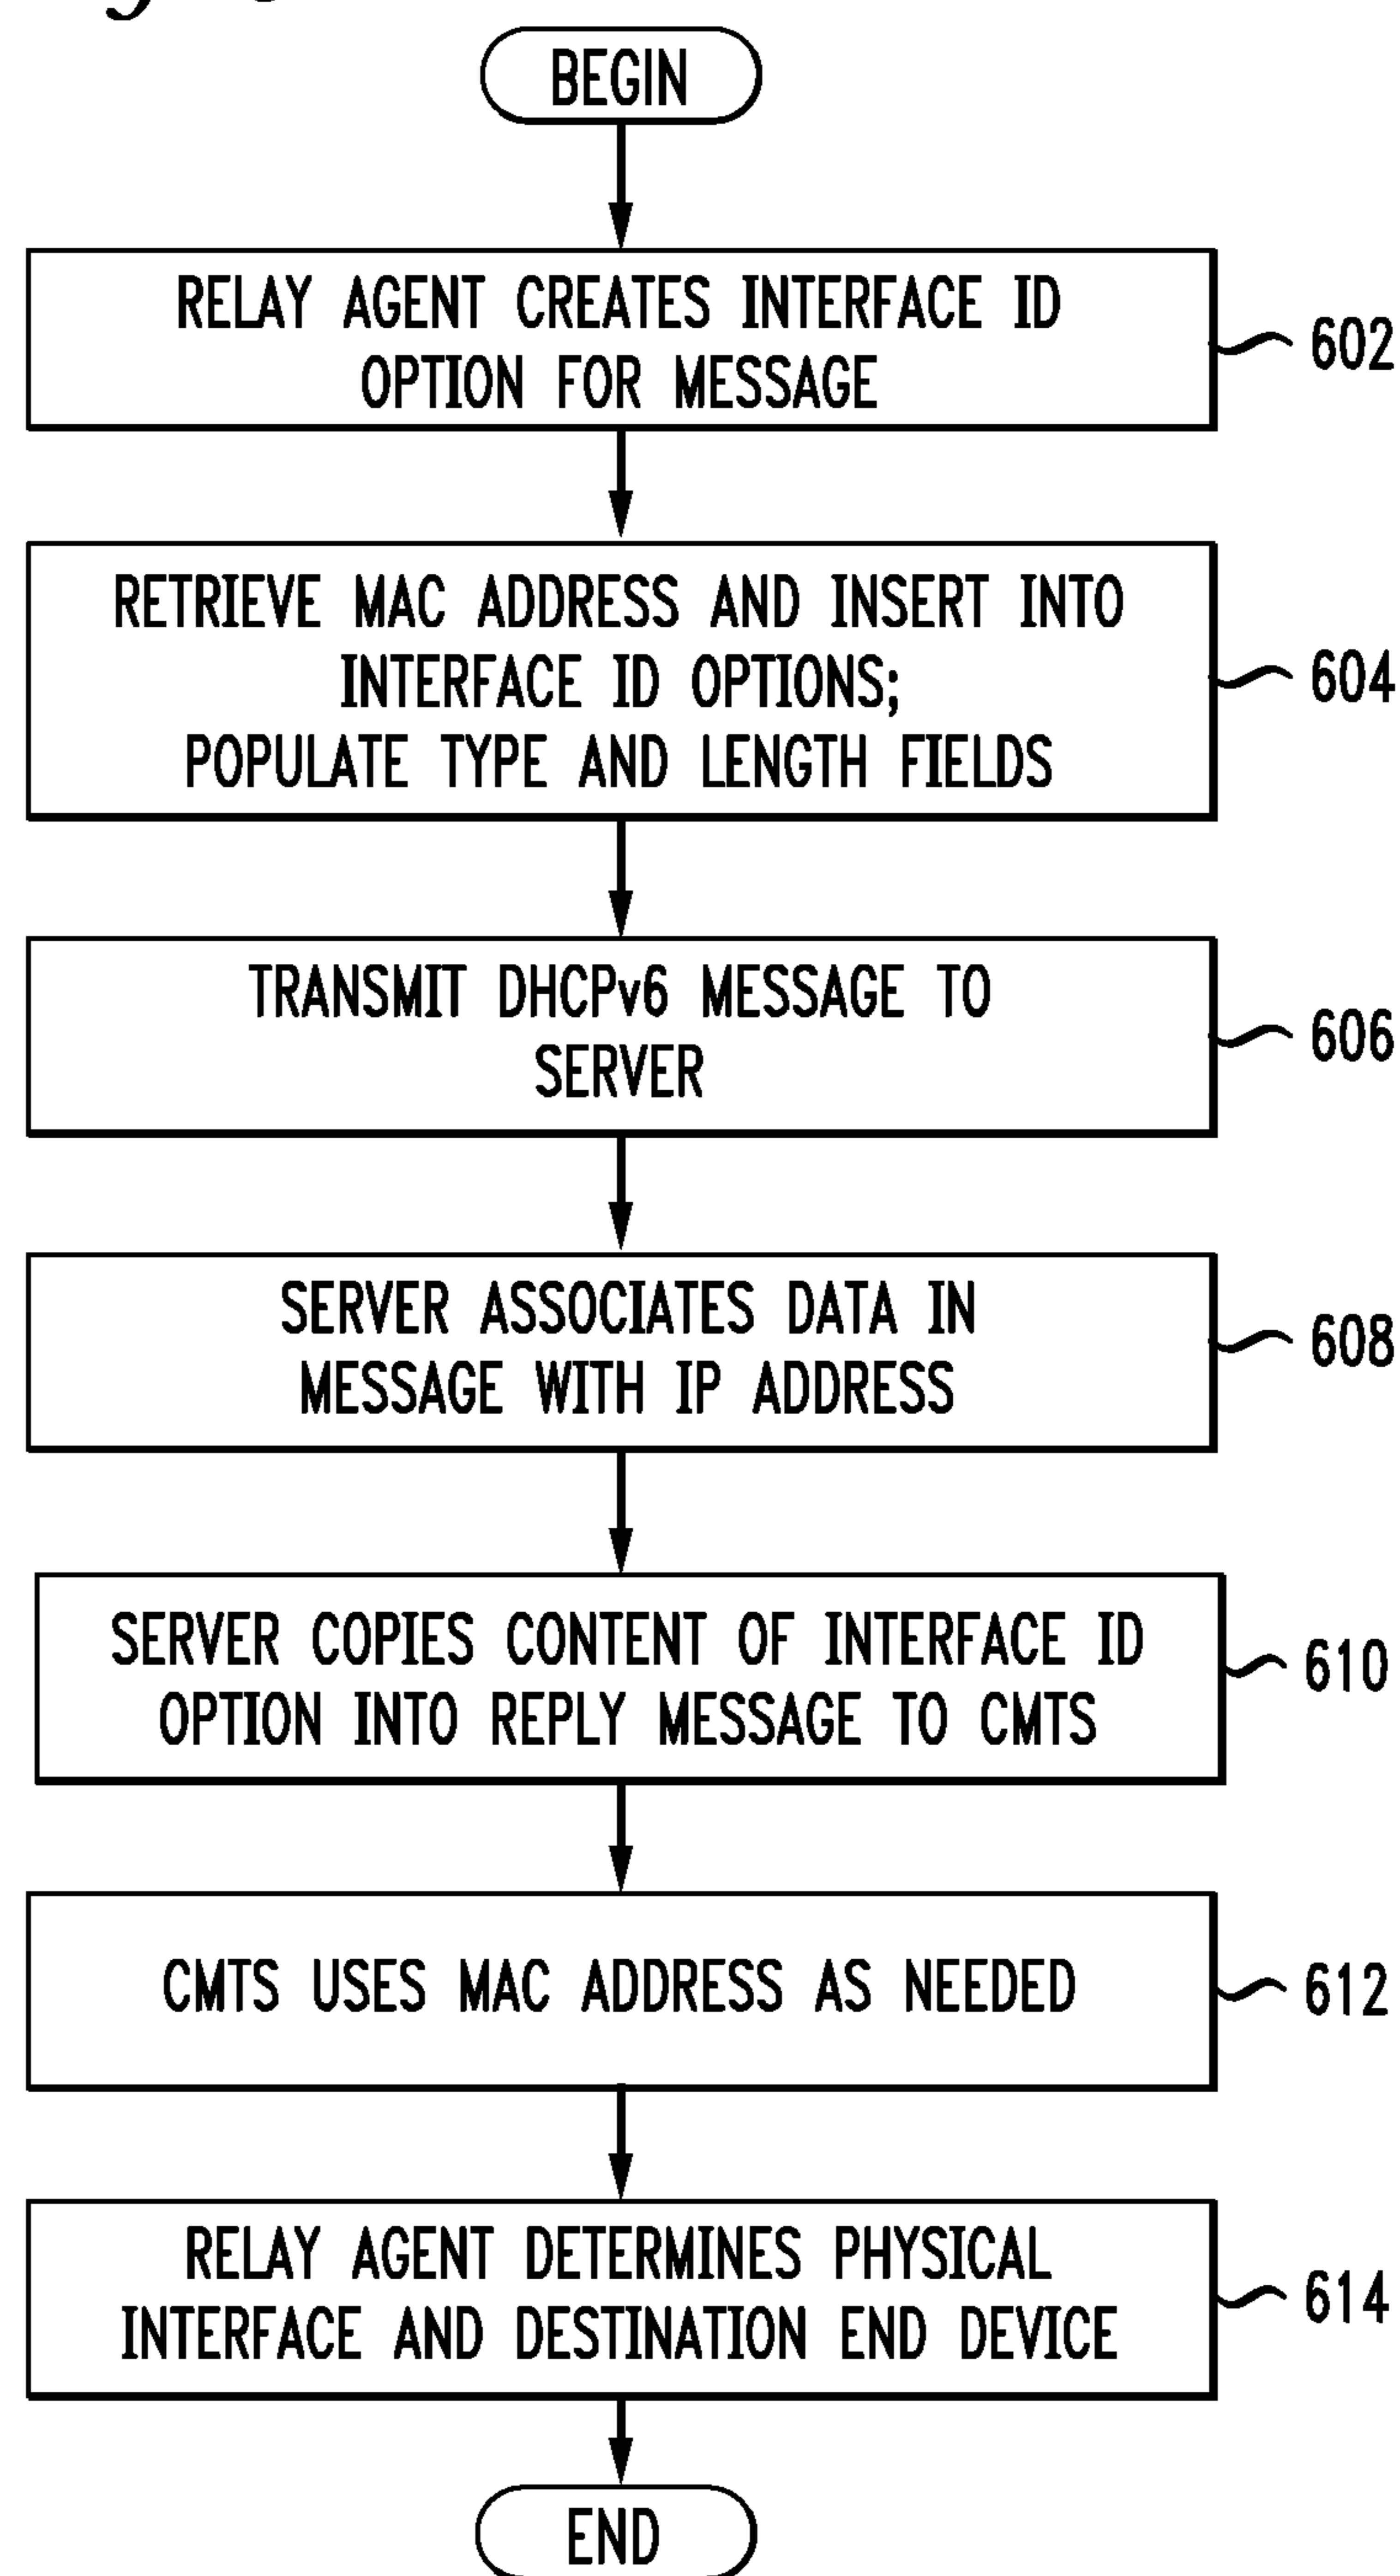 BEGIN
RELAY AGENT CREATES INTERFACE ID
OPTION FOR MESSAGE
602
RETRIEVE MAC ADDRESS AND INSERT INTO
INTERFACE ID OPTIONS;
POPULATE TYPE AND LENGTH FIELDS
604
TRANSMIT DHCPv6 MESSAGE TO
SERVER
606
SERVER ASSOCIATES DATA IN
MESSAGE WITH IP ADDRESS
608
SERVER COPIES CONTENT OF INTERFACE ID
OPTION INTO REPLY MESSAGE TO CMTS
610
CMTS USES MAC ADDRESS AS NEEDED
612
RELAY AGENT DETERMINES PHYSICAL
INTERFACE AND DESTINATION END DEVICE
614
END